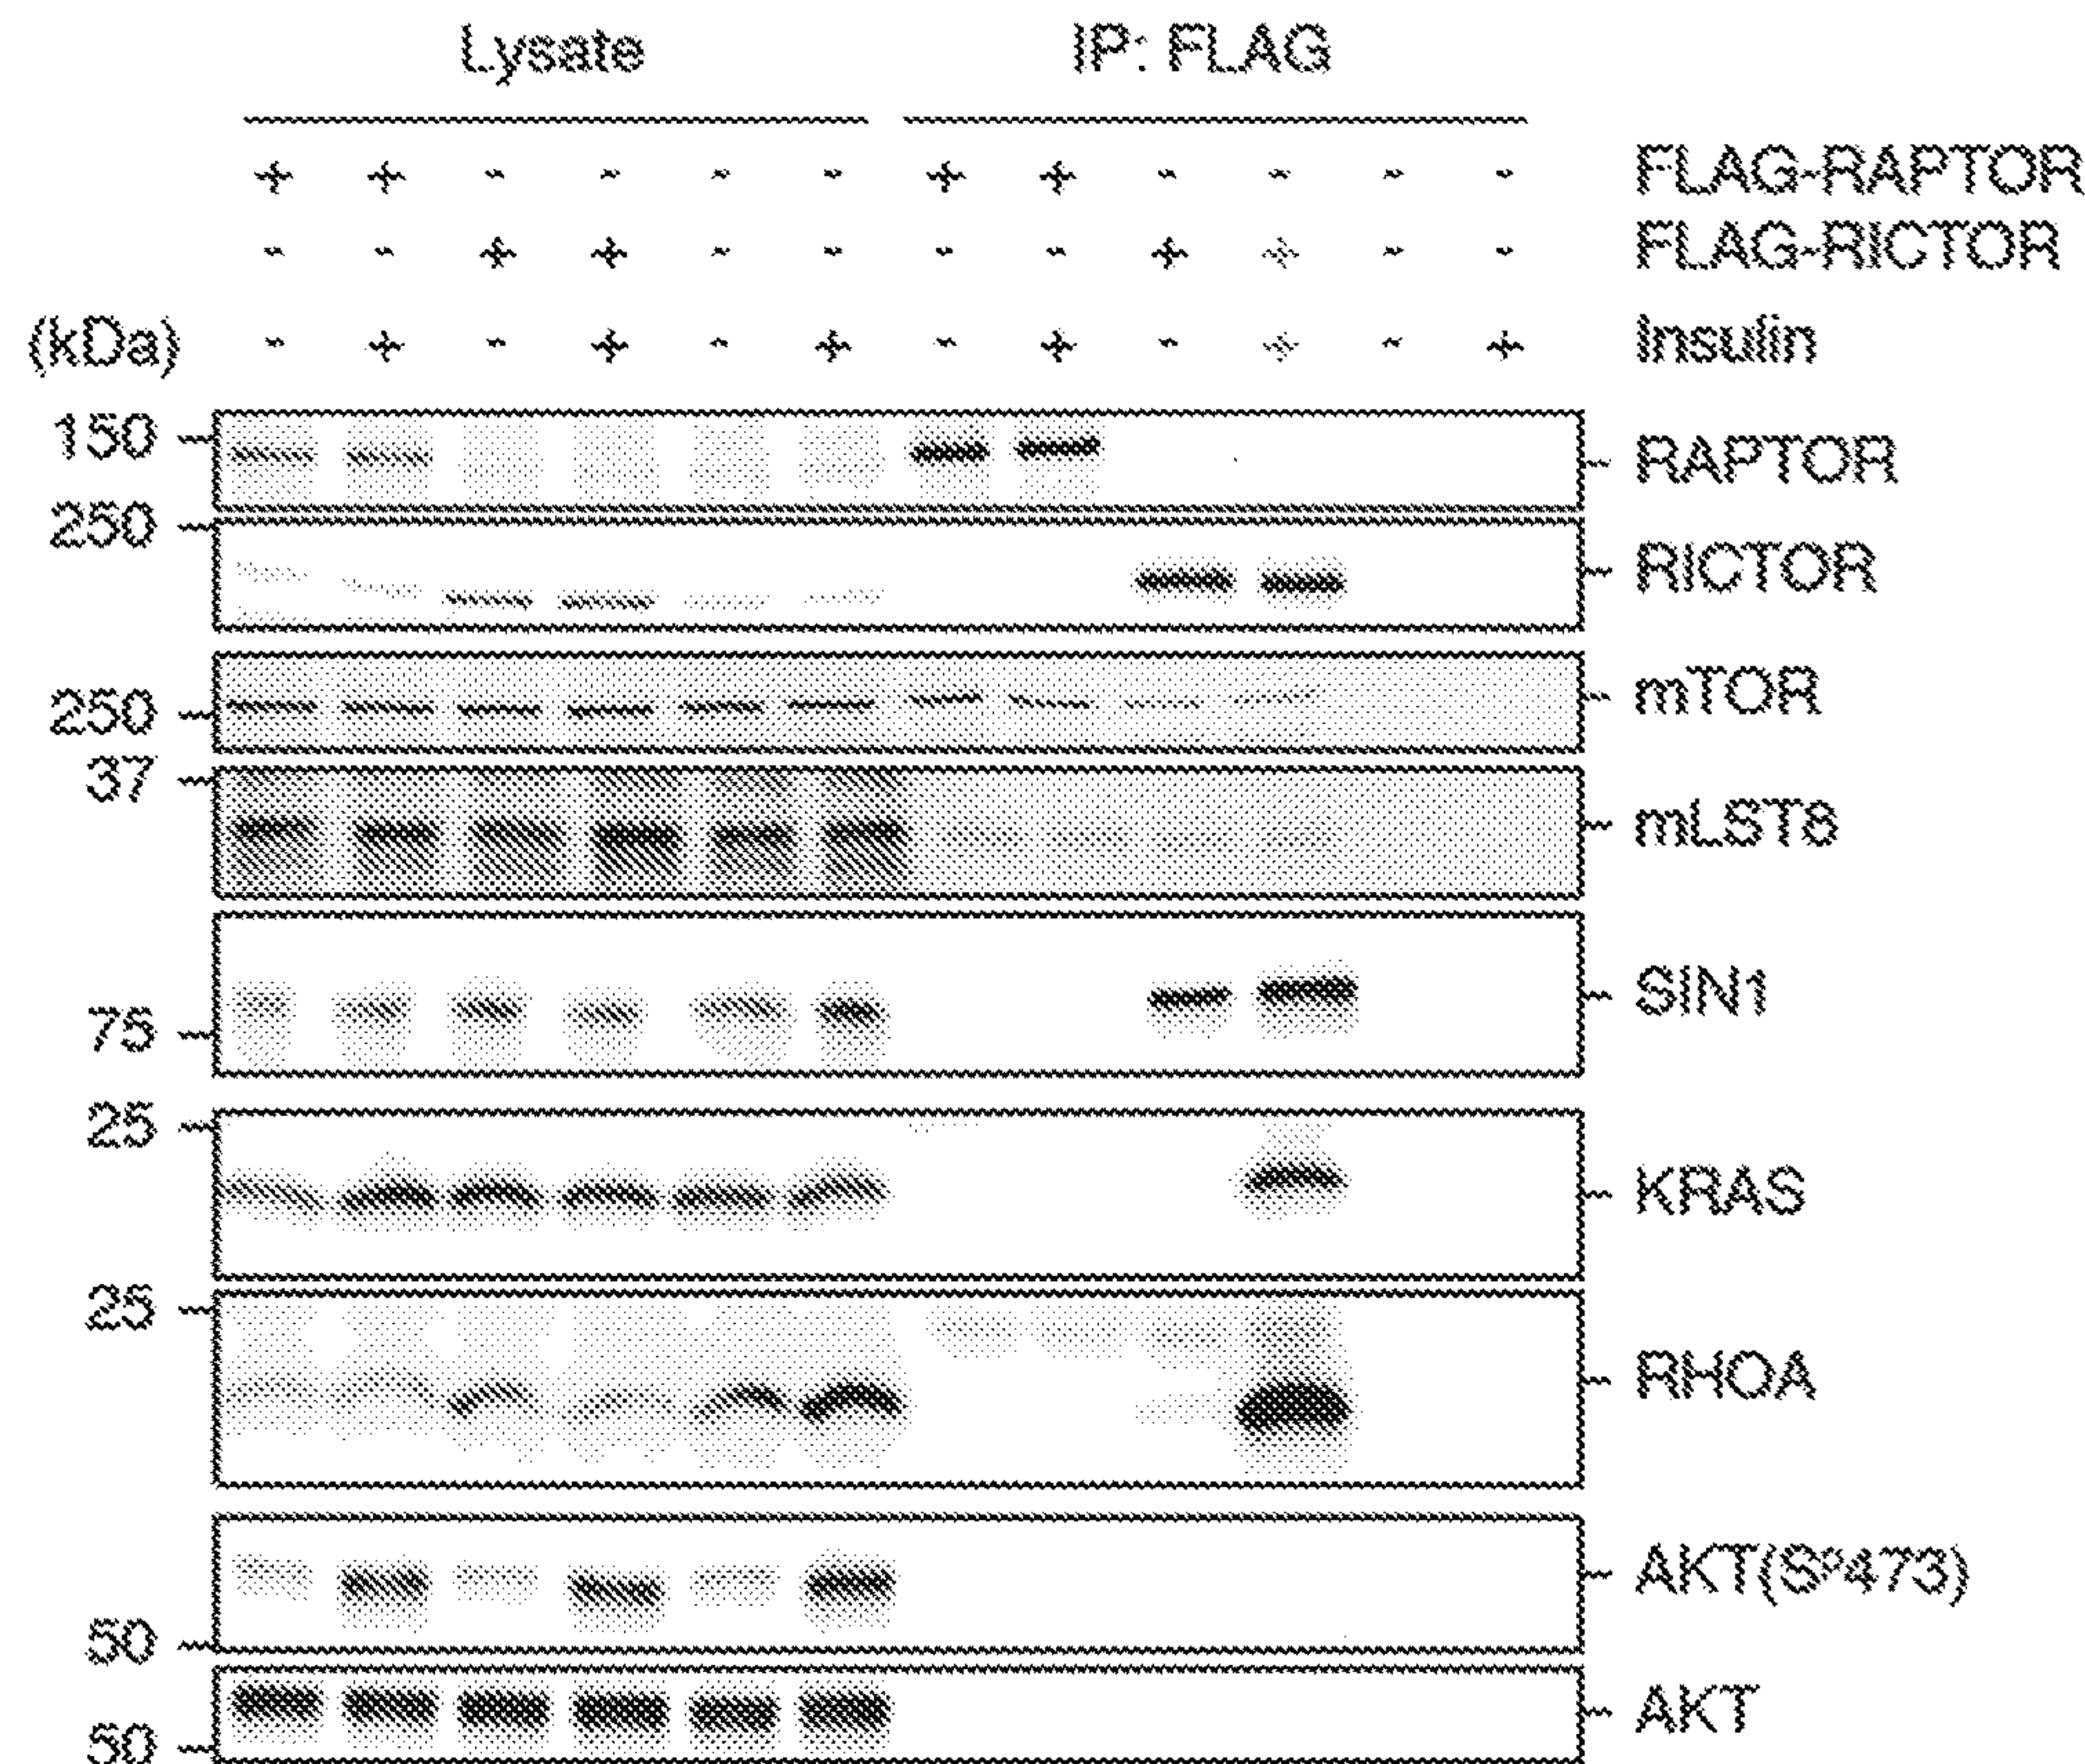 Lysate IP: FLAG
+ + - - - - + + - - - - FLAG-RAPTOR
- - + + - - - - + + - - FLAG-RICTOR
(kDa) - + - + - + - + - + - + Insulin
150 RAPTOR
250 RICTOR
250 mTOR
37 mLST8
75 SIN1
25 KRAS
25 RHOA
50 AKT(Sᵖ473)
50 AKT